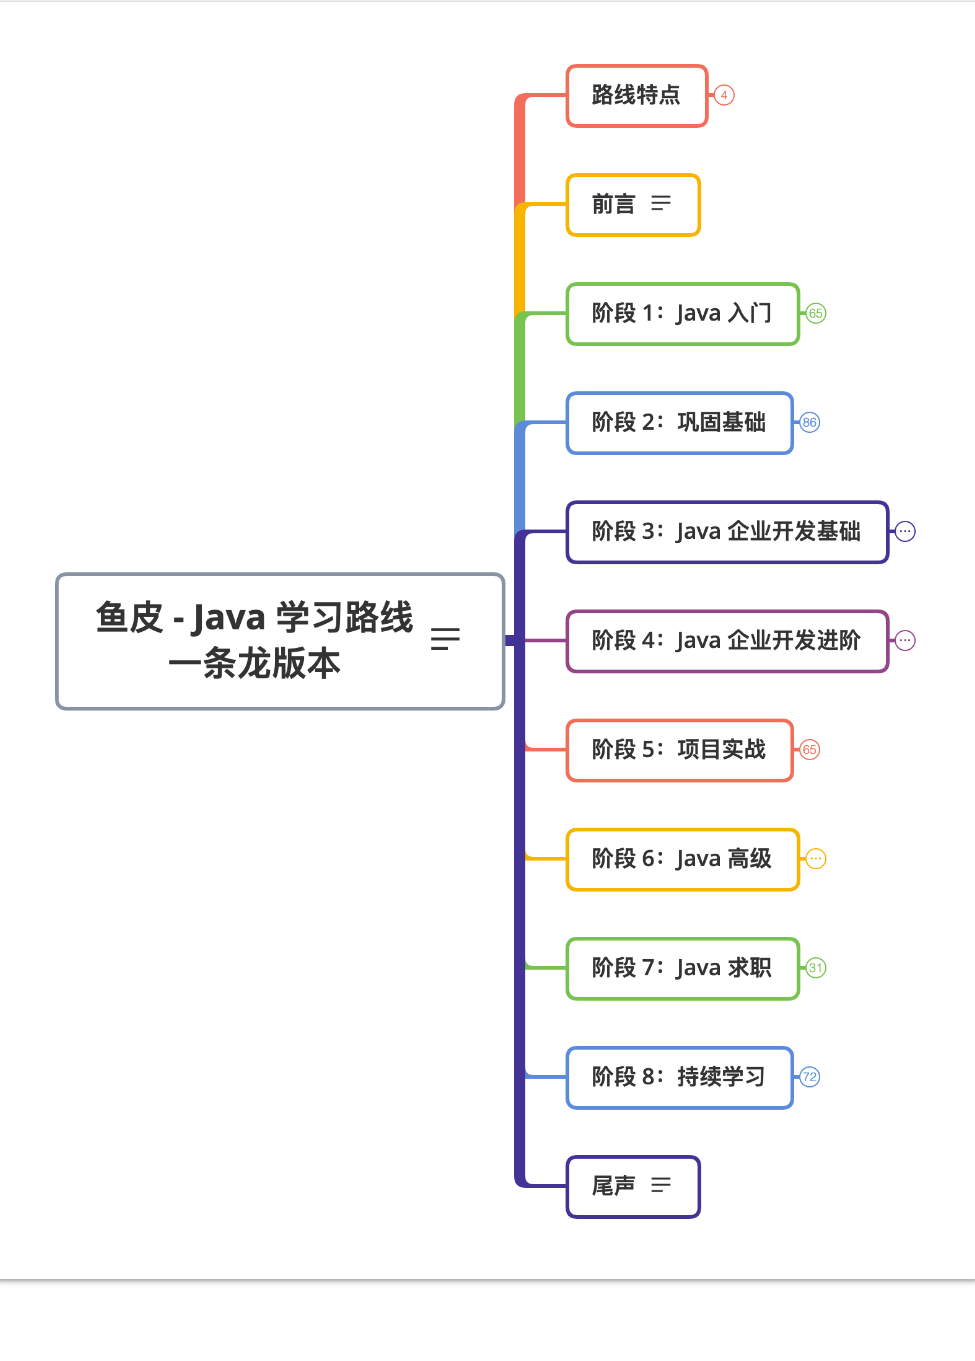 路线特点
4
前言
阶段 1：Java 入门
65
阶段 2：巩固基础
86
阶段 3：Java 企业开发基础
鱼皮 - Java 学习路线
一条龙版本
阶段 4：Java 企业开发进阶
阶段 5：项目实战
65
阶段 6：Java 高级
阶段 7：Java 求职
31
阶段 8：持续学习
72
尾声